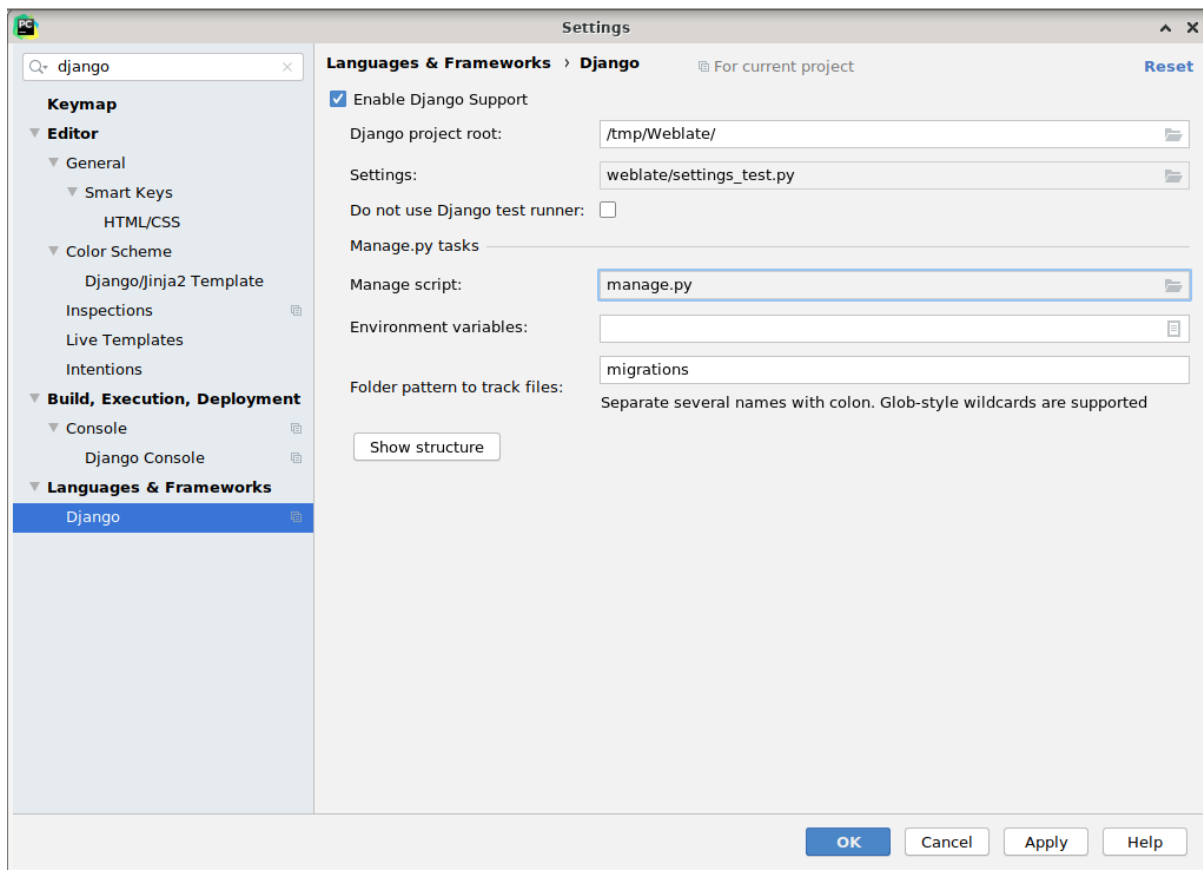 PC
Settings
django
Keymap
Editor
General
Smart Keys
HTML/CSS
Color Scheme
Django/Jinja2 Template
Inspections
Live Templates
Intentions
Build, Execution, Deployment
Console
Django Console
Languages & Frameworks
Django
Languages & Frameworks › Django
For current project
Reset
Enable Django Support
Django project root: /tmp/Weblate/
Settings: weblate/settings_test.py
Do not use Django test runner:
Manage.py tasks
Manage script: manage.py
Environment variables:
Folder pattern to track files: migrations
Separate several names with colon. Glob-style wildcards are supported
Show structure
OK Cancel Apply Help